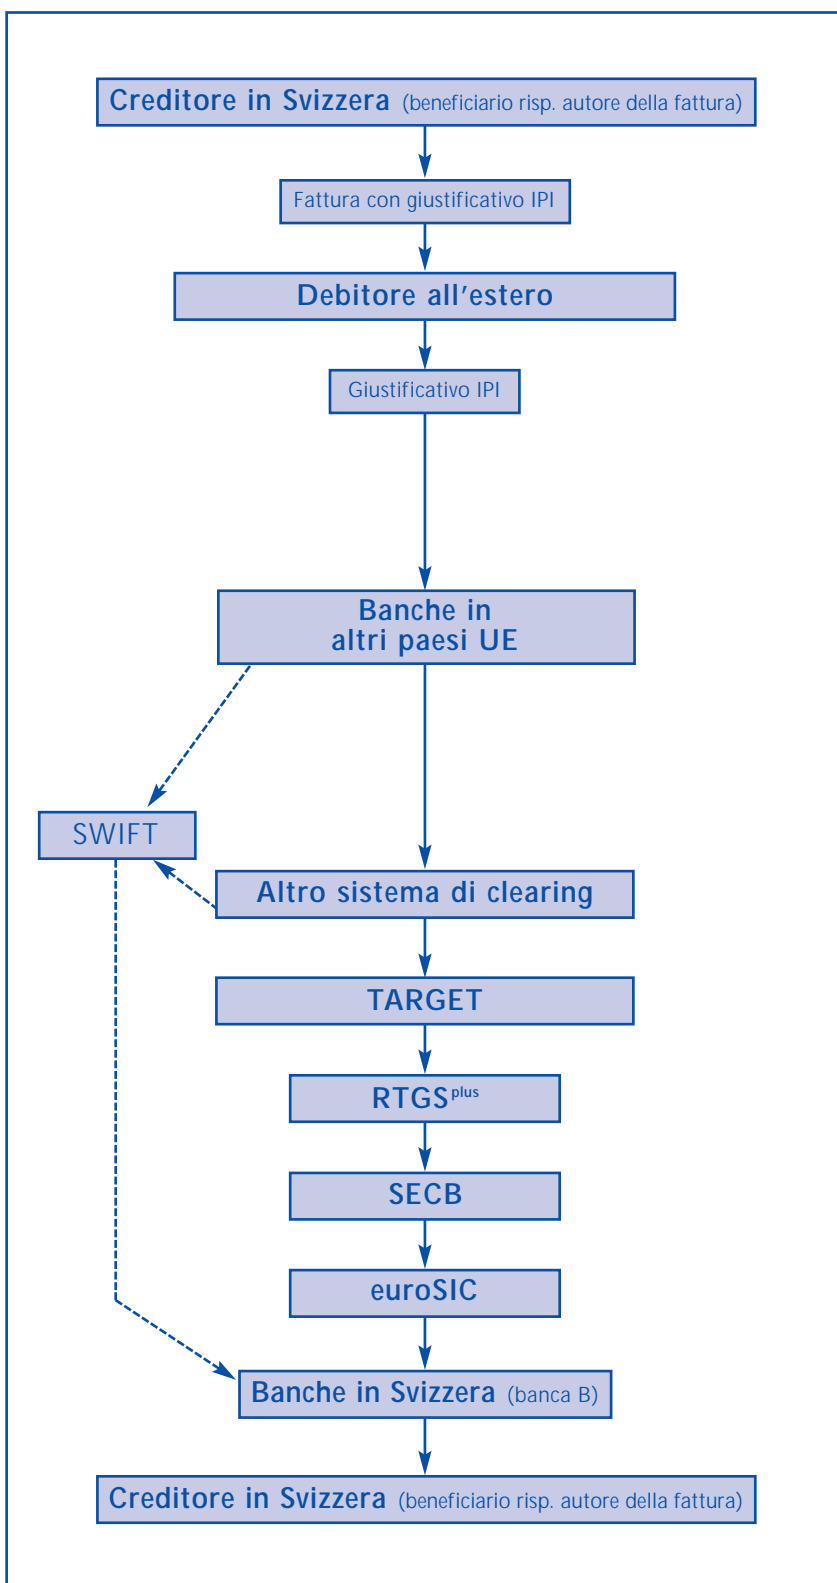 Creditore in Svizzera (beneficiario risp. autore della fattura)
Fattura con giustificativo IPI
Debitore all'estero
Giustificativo IPI
Banche in
altri paesi UE
SWIFT
Altro sistema di clearing
TARGET
RTGSplus
SECB
euroSIC
Banche in Svizzera (banca B)
Creditore in Svizzera (beneficiario risp. autore della fattura)